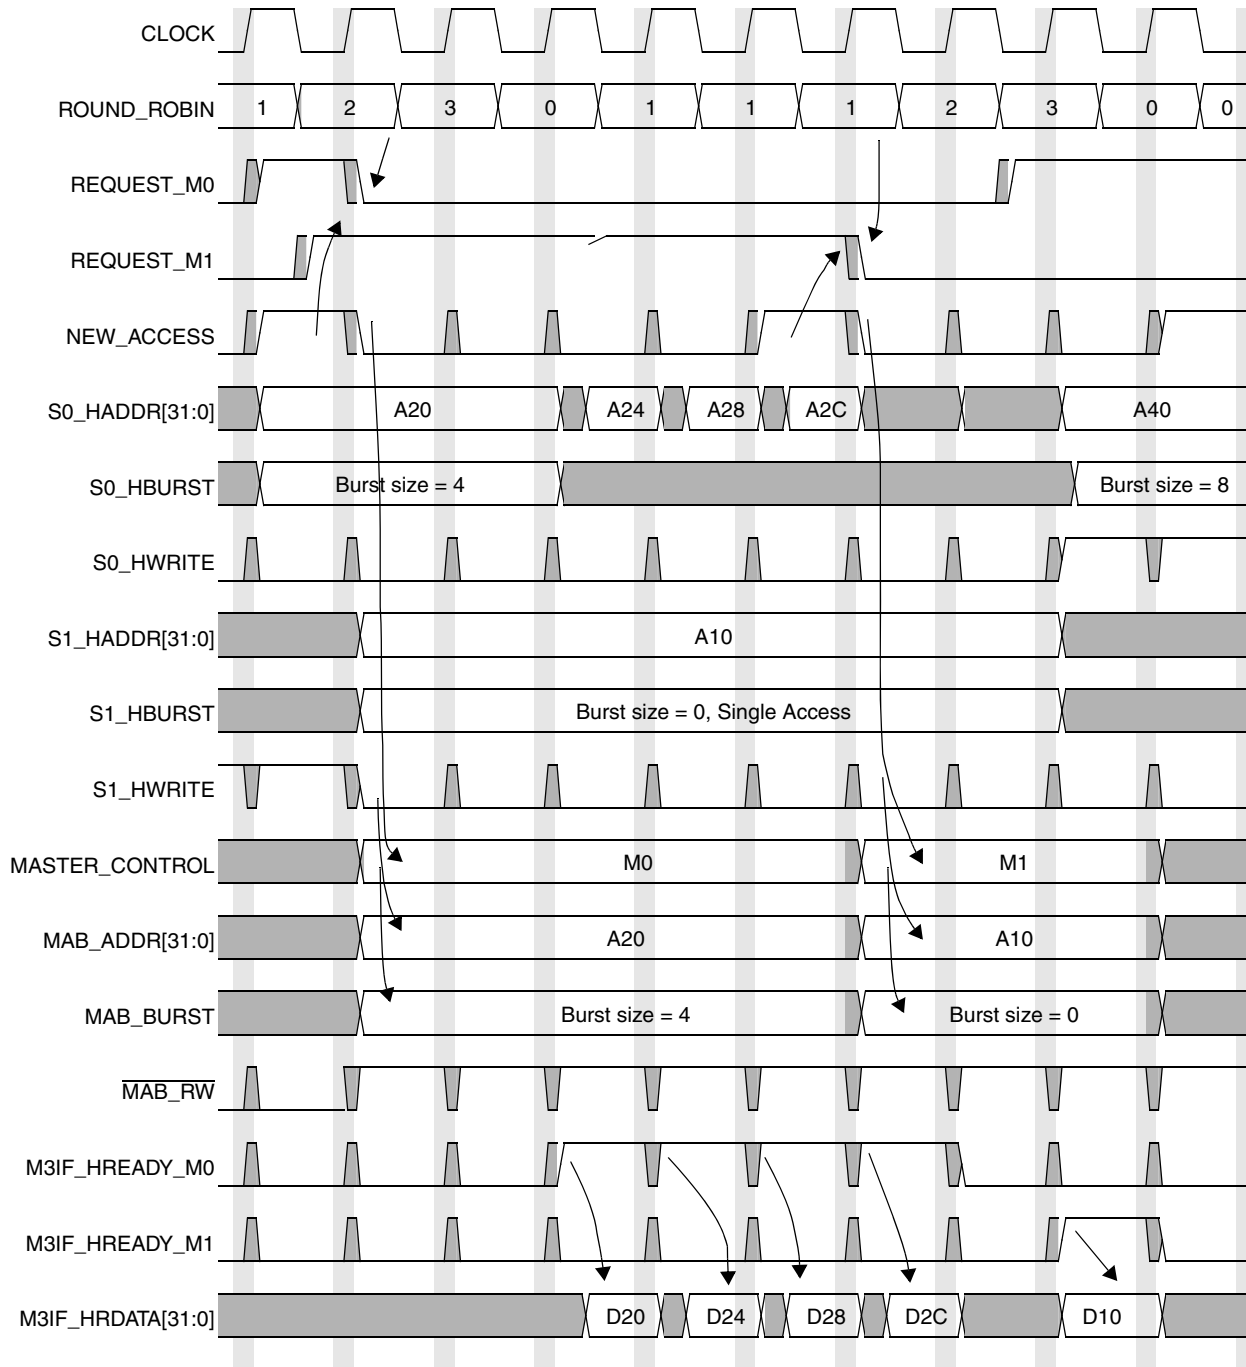 CLOCK
ROUND_ROBIN 1 2 3 0 1 1 1 2 3 0 0
REQUEST_M0
REQUEST_M1
NEW_ACCESS
S0_HADDR[31:0] A20 A24 A28 A2C A40
S0_HBURST Burst size = 4 Burst size = 8
S0_HWRITE
S1_HADDR[31:0] A10
S1_HBURST Burst size = 0, Single Access
S1_HWRITE
MASTER_CONTROL M0 M1
MAB_ADDR[31:0] A20 A10
MAB_BURST Burst size = 4 Burst size = 0
MAB_RW
M3IF_HREADY_M0
M3IF_HREADY_M1
M3IF_HRDATA[31:0] D20 D24 D28 D2C D10